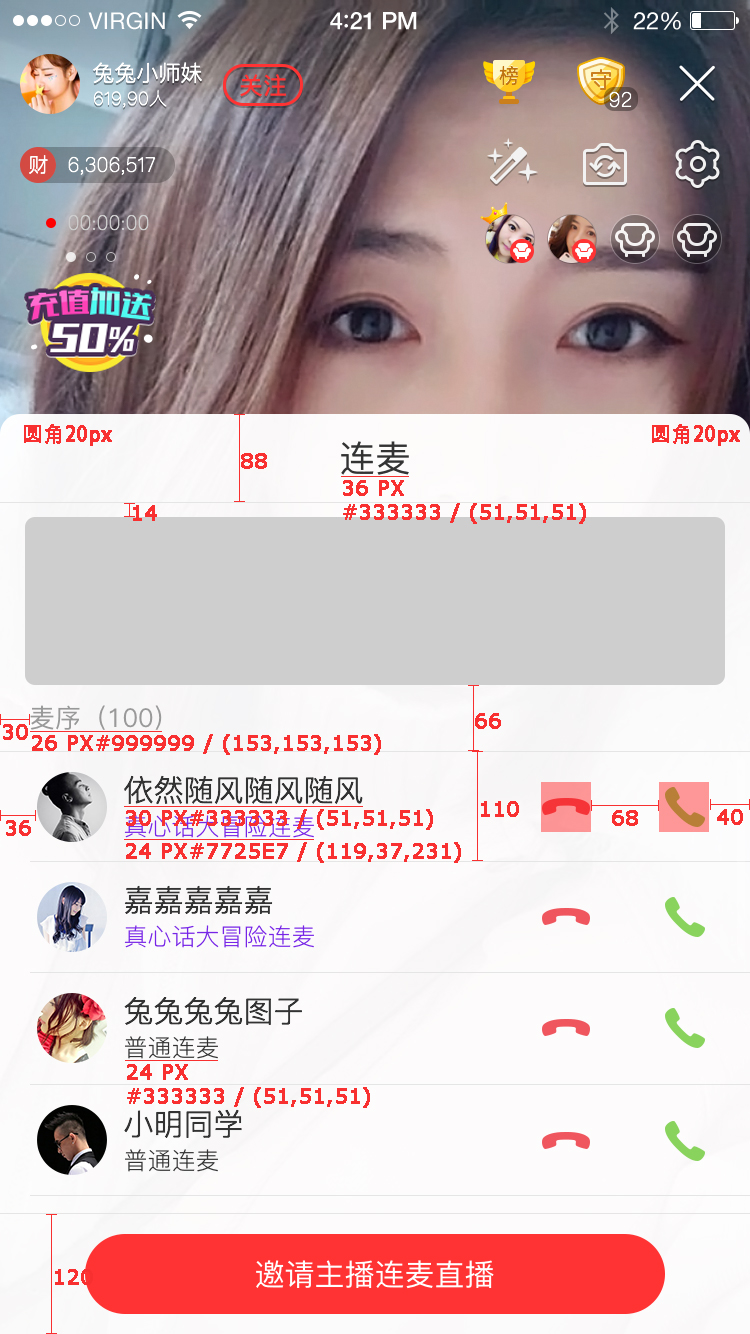 VIRGIN 4:21 PM 22%
兔兔小师妹
619,90人
关注
榜
守
92
财 6,306,517
00:00:00
充值加送
50%
圆角20px
圆角20px
88
连麦
36 PX
#333333 / (51,51,51)
14
麦序（100）
66
30
26 PX#999999 / (153,153,153)
依然随风随风随风
30 PX#333333 / (51,51,51)
真心话大冒险连麦
24 PX#7725E7 / (119,37,231)
36
110
68
40
嘉嘉嘉嘉嘉
真心话大冒险连麦
兔兔兔兔图子
普通连麦
24 PX
#333333 / (51,51,51)
小明同学
普通连麦
120
邀请主播连麦直播